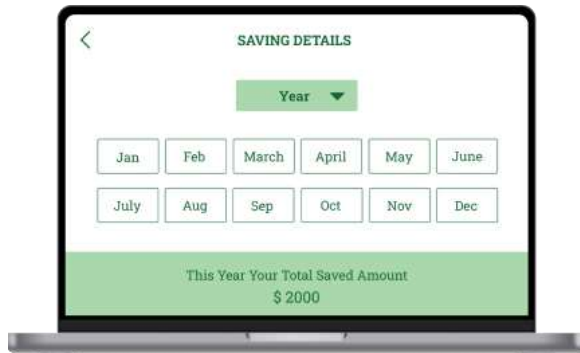 SAVING DETAILS
Year
Jan Feb March April May June
July Aug Sep Oct Nov Dec
This Year Your Total Saved Amount
$ 2000